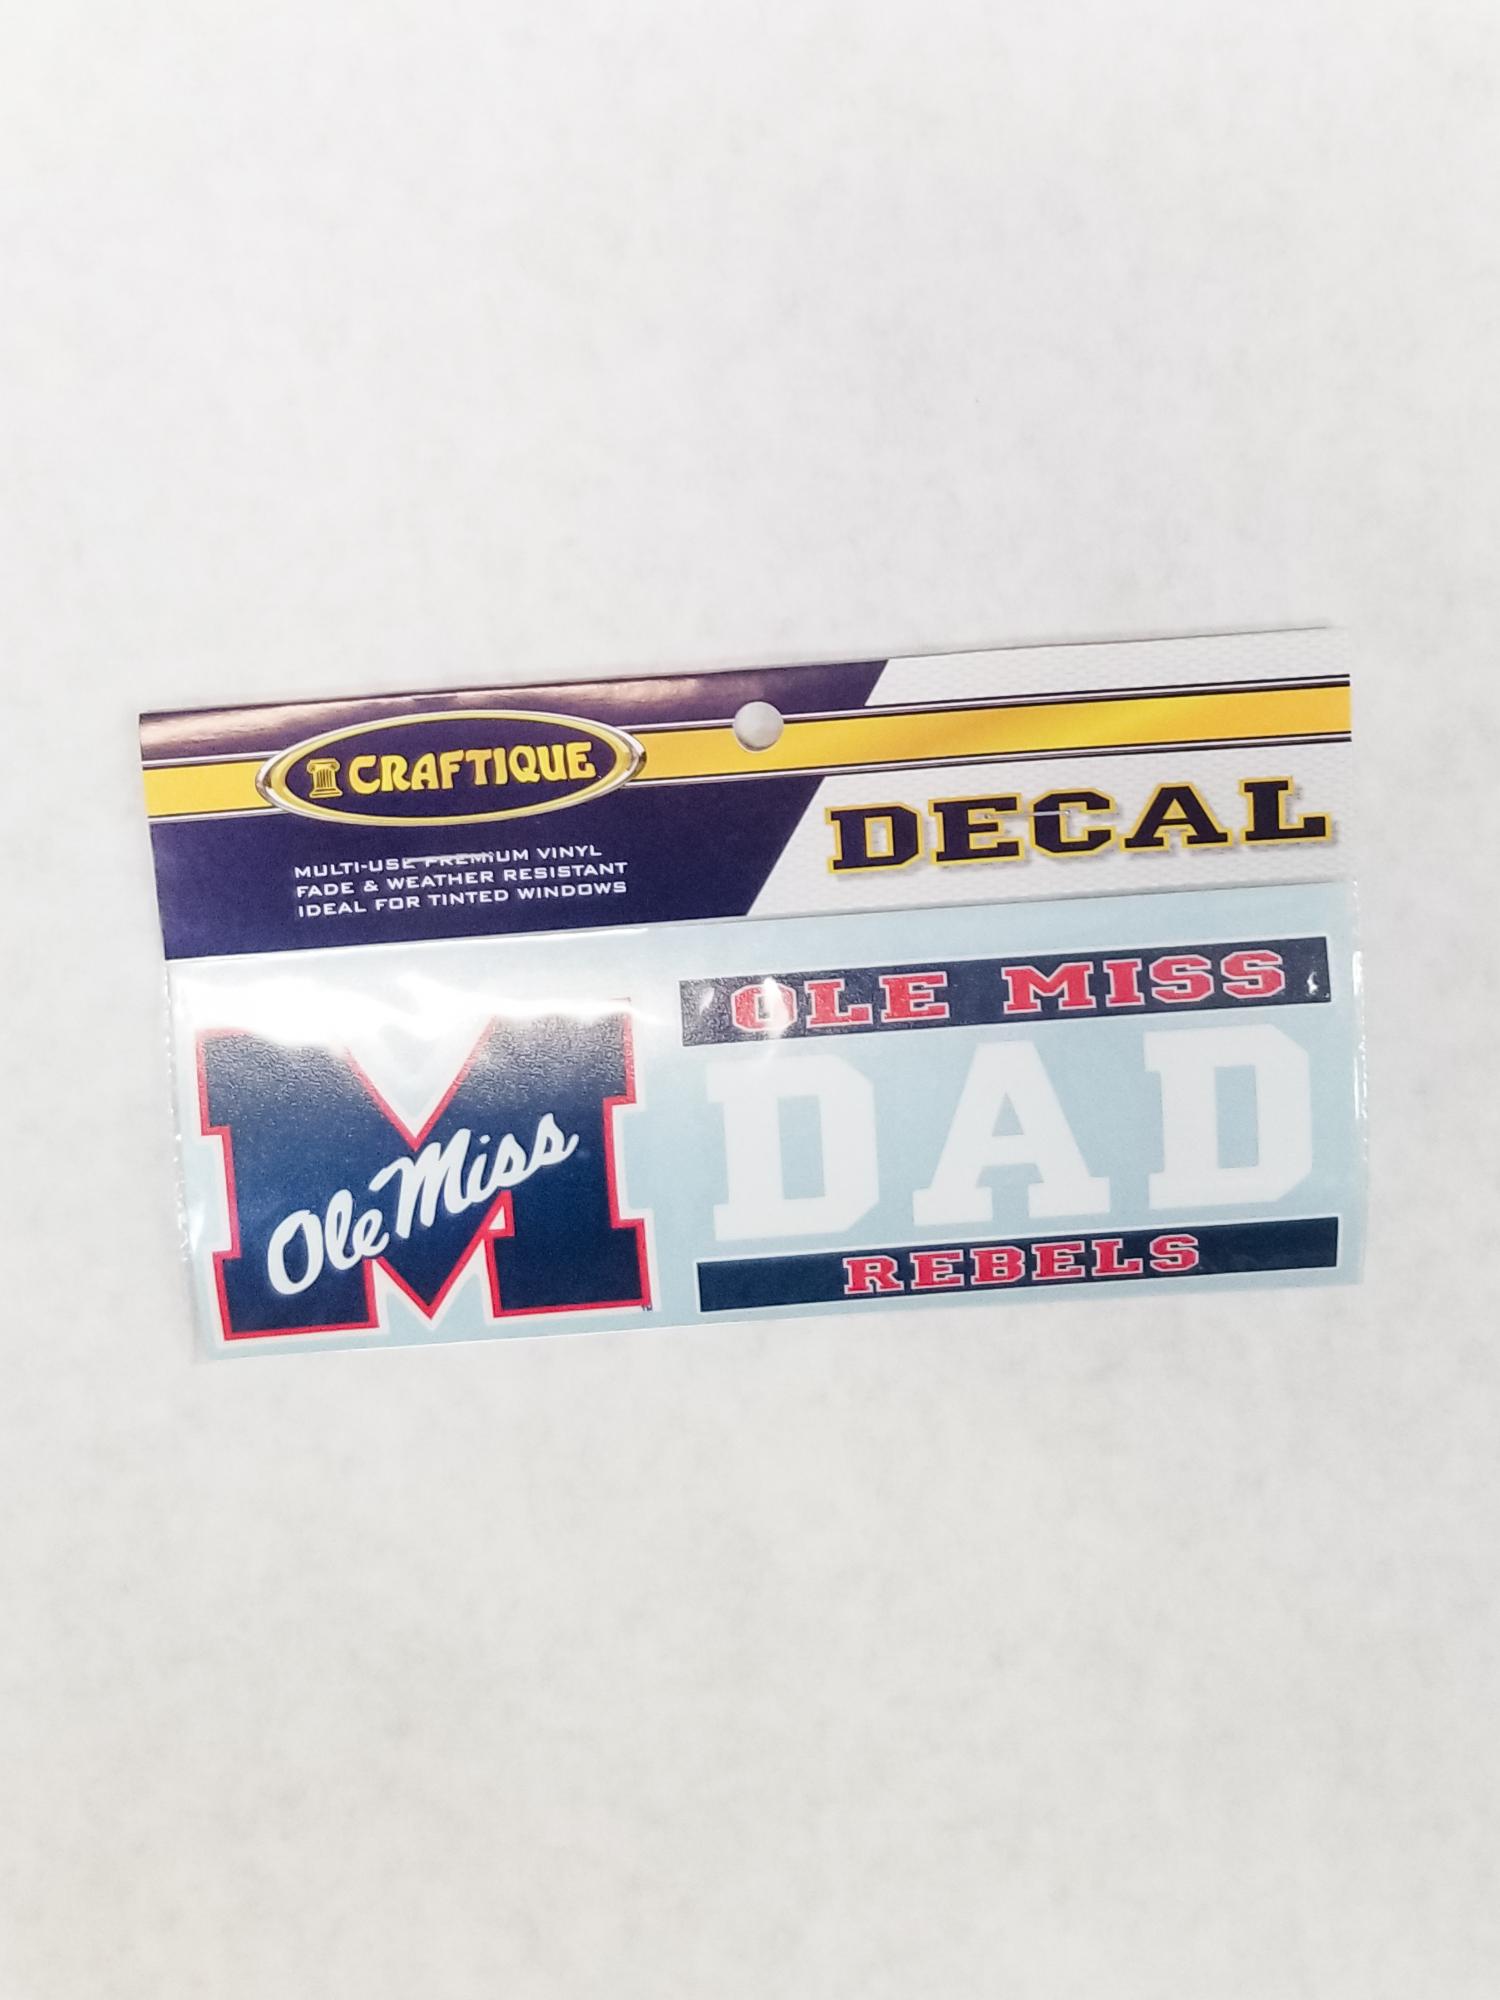 CRAFTIQUE
MULTI-USE PREMIUM VINYL
FADE & WEATHER RESISTANT
IDEAL FOR TINTED WINDOWS
DECAL
M
Ole Miss
OLE MISS
DAD
REBELS